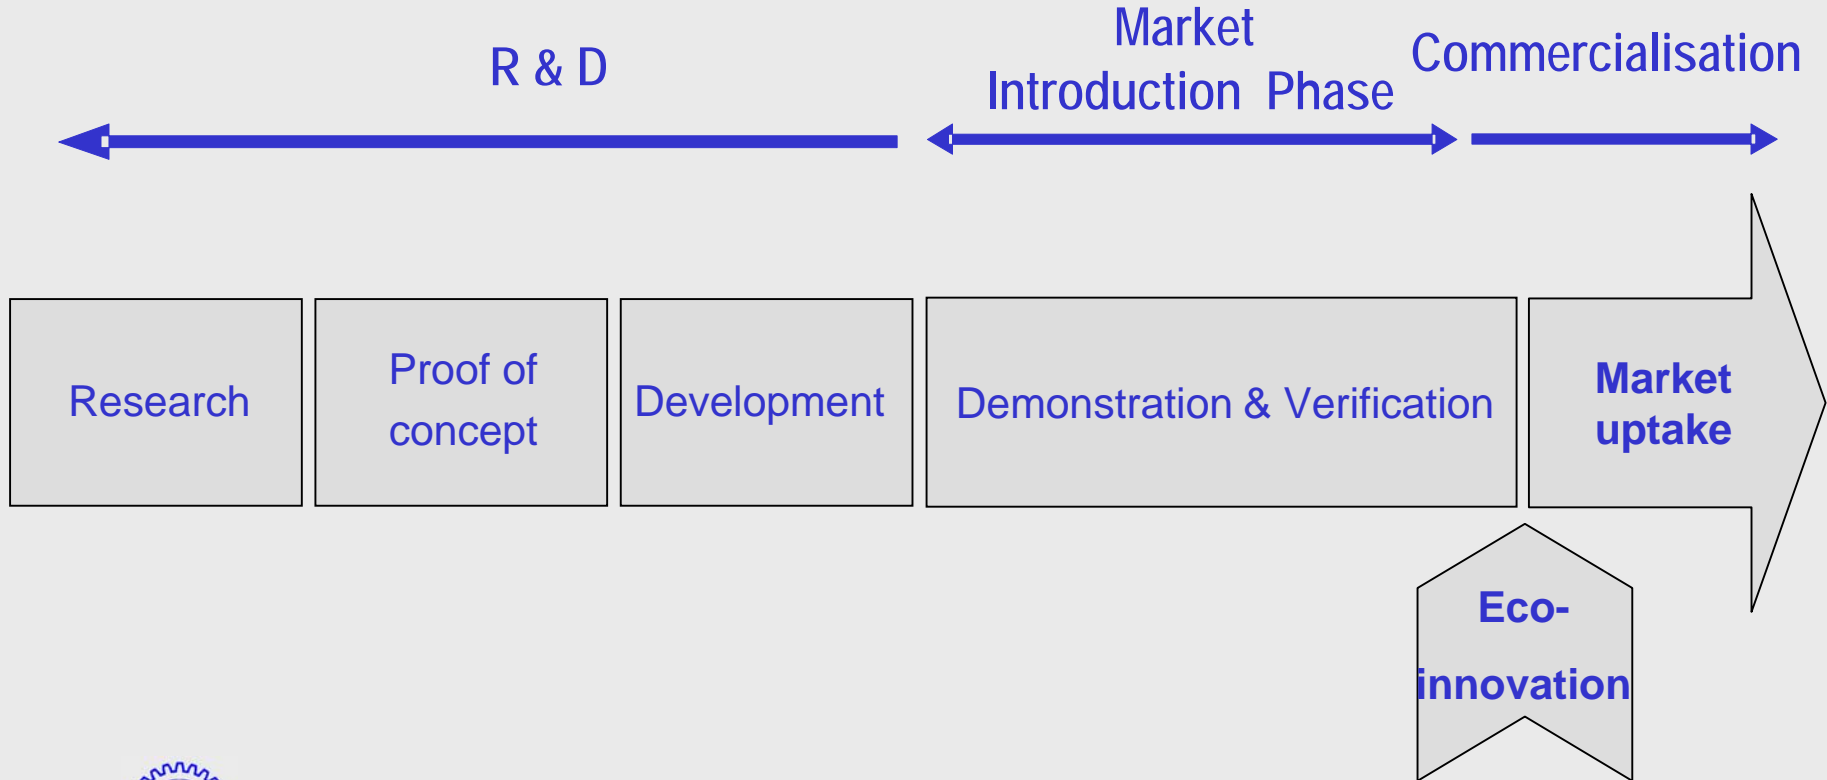 R & D
Market
Introduction Phase
Commercialisation
Research
Proof of
concept
Development
Demonstration & Verification
Market
uptake
Eco-
innovation